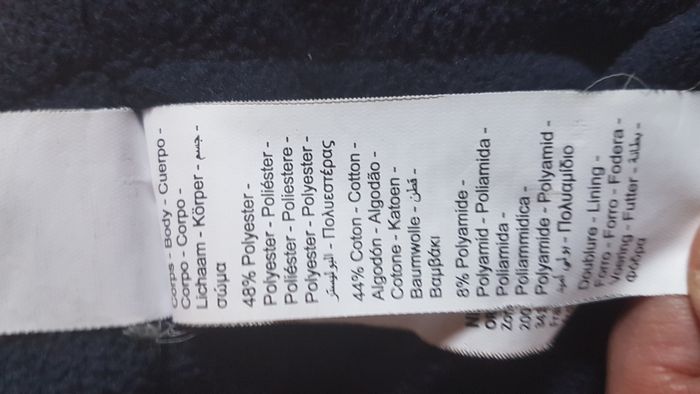 Corps - Body - Cuerpo -
Corpo - Corpo -
Lichaam - Körper - جسم -
σώμα
48% Polyester -
Polyester - Poliéster -
Poliéster - Poliestere -
Polyester - Polyester -
البوليستر - Πολυεστέρας
44% Coton - Cotton -
Algodón - Algodão -
Cotone - Katoen -
Baumwolle - قطن -
Βαμβάκι
8% Polyamide -
Polyamid - Poliamida -
Poliamida -
Poliammidica -
Polyamide - Polyamid -
Πολυαμίδιο
Doublure - Lining -
Forro - Forro - Fodera -
Voering - Futter - بطانة -
Φόδρα